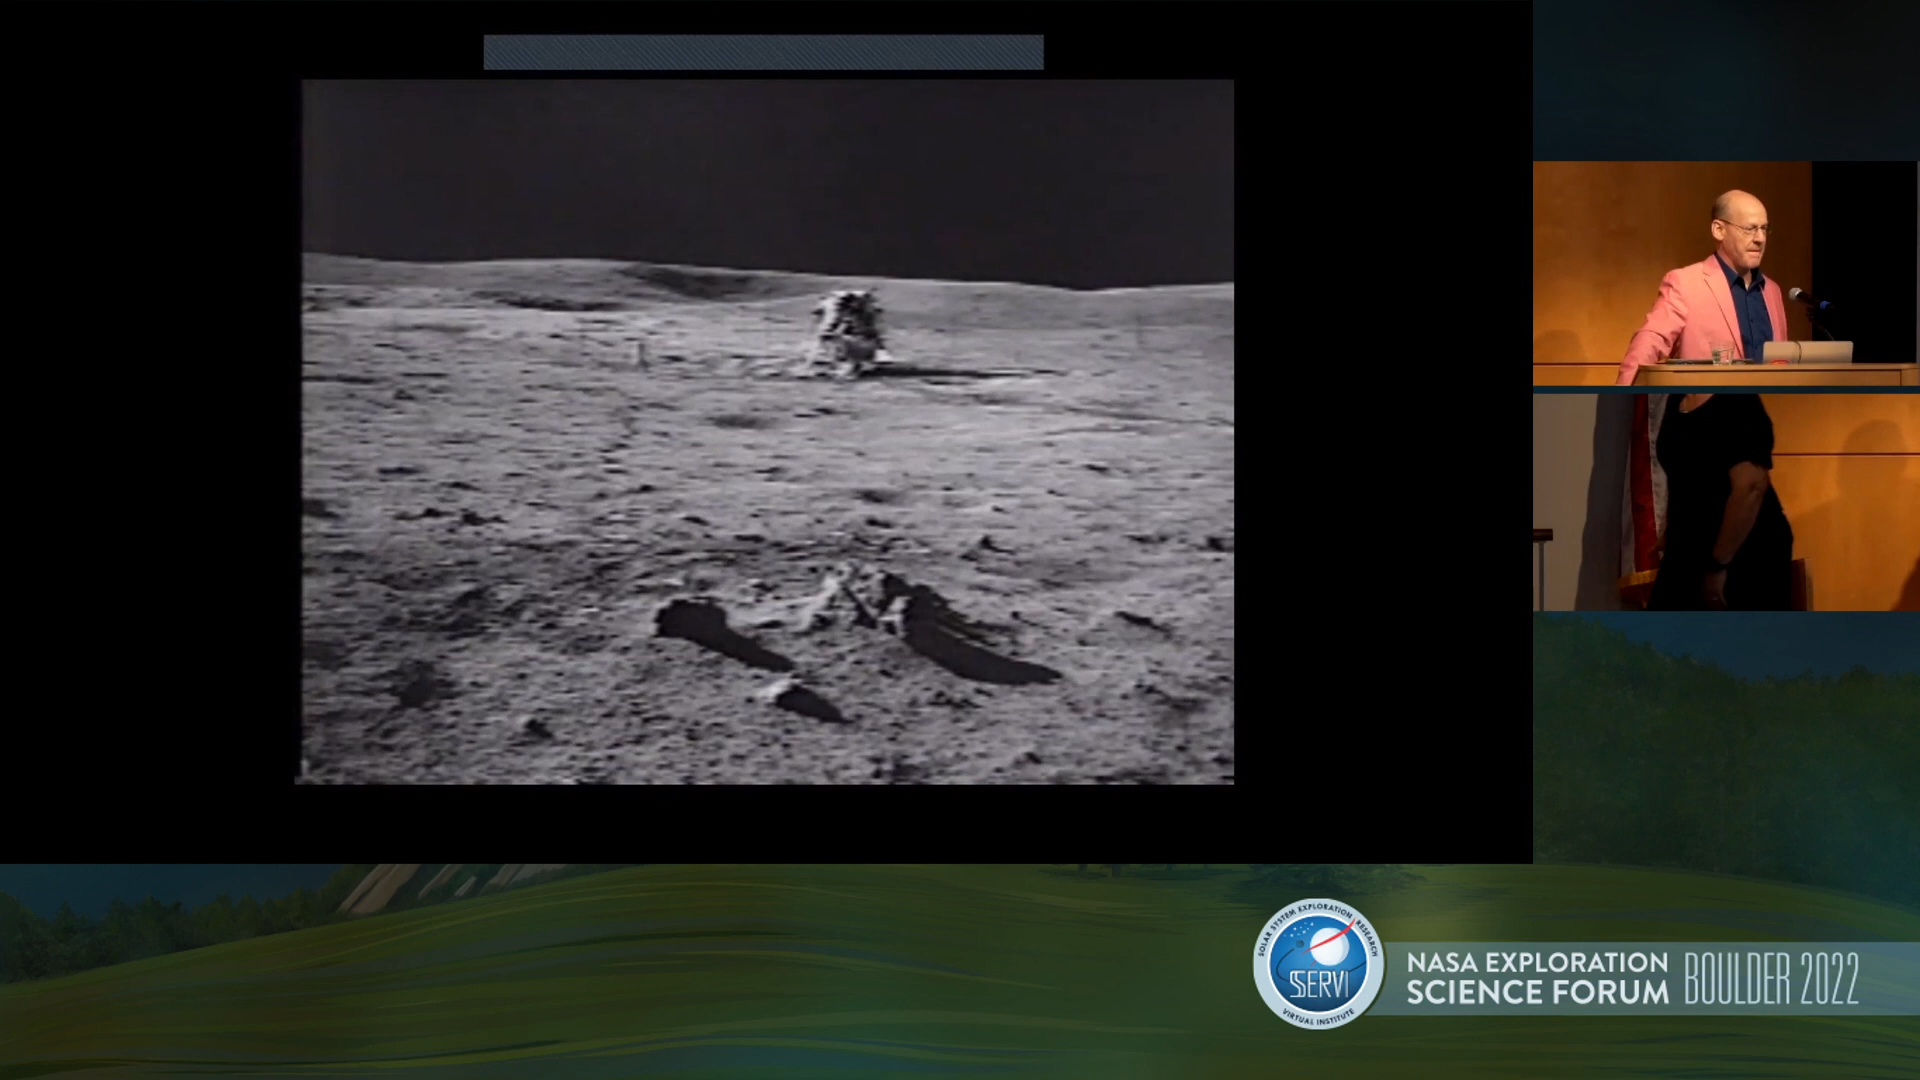 SOLAR SYSTEM EXPLORATION RESEARCH
SSERVI
VIRTUAL INSTITUTE
NASA EXPLORATION
SCIENCE FORUM
BOULDER 2022